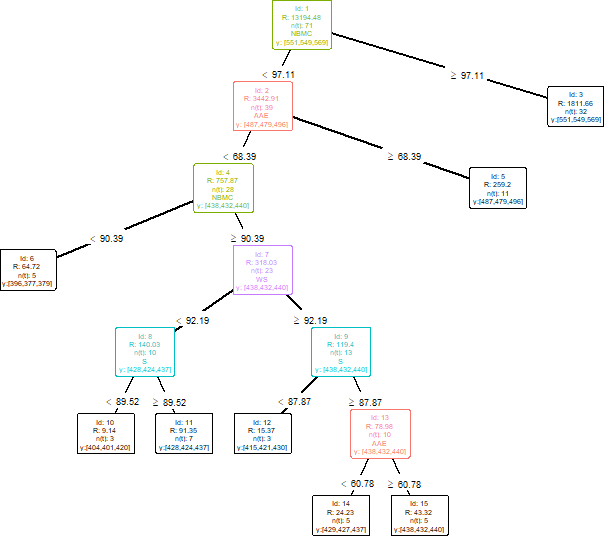 Id: 1
R: 13194.48
n(t): 71
NBMC
y: [551,549,569]
< 97.11
≥ 97.11
Id: 2
R: 3442.91
n(t): 39
AAE
y: [487,479,496]
Id: 3
R: 1811.66
n(t): 32
y:[551,549,569]
< 68.39
≥ 68.39
Id: 4
R: 757.87
n(t): 28
NBMC
y: [438,432,440]
Id: 5
R: 259.2
n(t): 11
y:[487,479,496]
< 90.39
≥ 90.39
Id: 6
R: 64.72
n(t): 5
y:[396,377,379]
Id: 7
R: 318.03
n(t): 23
WS
y: [438,432,440]
< 92.19
≥ 92.19
Id: 8
R: 140.03
n(t): 10
S
y: [428,424,437]
Id: 9
R: 119.4
n(t): 13
S
y: [438,432,440]
< 89.52
≥ 89.52
< 87.87
≥ 87.87
Id: 10
R: 9.14
n(t): 3
y:[404,401,420]
Id: 11
R: 91.35
n(t): 7
y:[428,424,437]
Id: 12
R: 15.37
n(t): 3
y:[415,421,430]
Id: 13
R: 78.98
n(t): 10
AAE
y: [438,432,440]
< 60.78
≥ 60.78
Id: 14
R: 24.23
n(t): 5
y:[429,427,437]
Id: 15
R: 43.32
n(t): 5
y:[438,432,440]